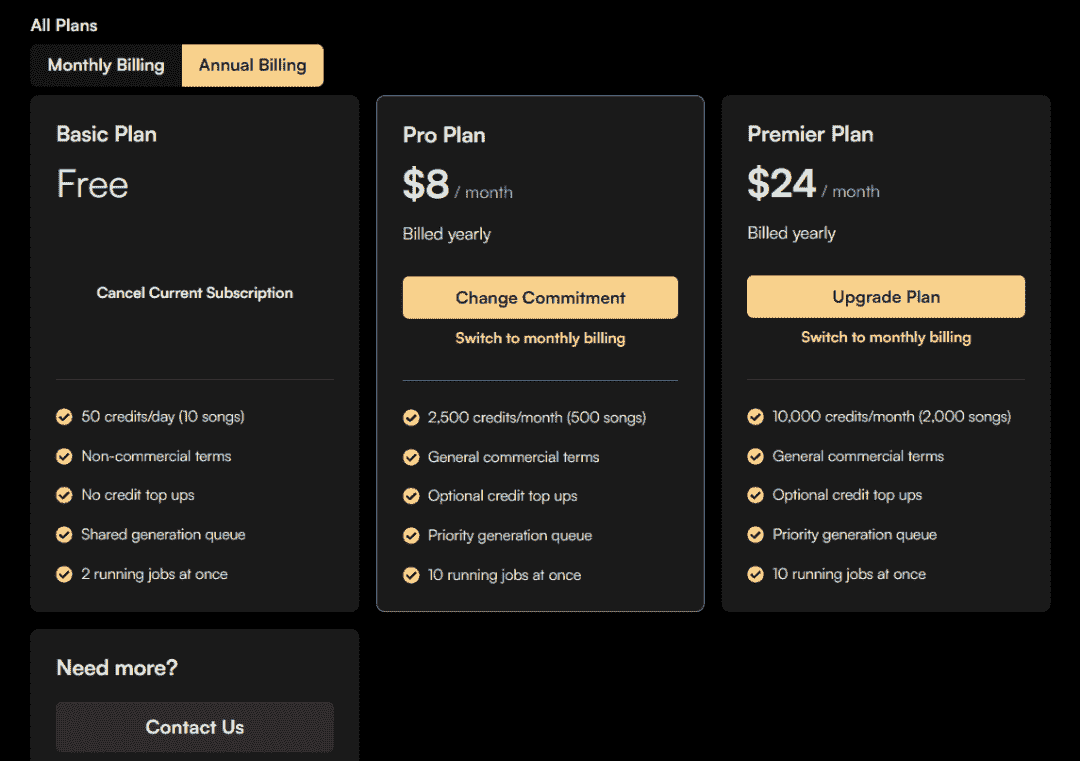 All Plans
Monthly Billing
Annual Billing
Basic Plan
Free
Cancel Current Subscription
50 credits/day (10 songs)
Non-commercial terms
No credit top ups
Shared generation queue
2 running jobs at once
Pro Plan
$8 / month
Billed yearly
Change Commitment
Switch to monthly billing
2,500 credits/month (500 songs)
General commercial terms
Optional credit top ups
Priority generation queue
10 running jobs at once
Premier Plan
$24 / month
Billed yearly
Upgrade Plan
Switch to monthly billing
10,000 credits/month (2,000 songs)
General commercial terms
Optional credit top ups
Priority generation queue
10 running jobs at once
Need more?
Contact Us